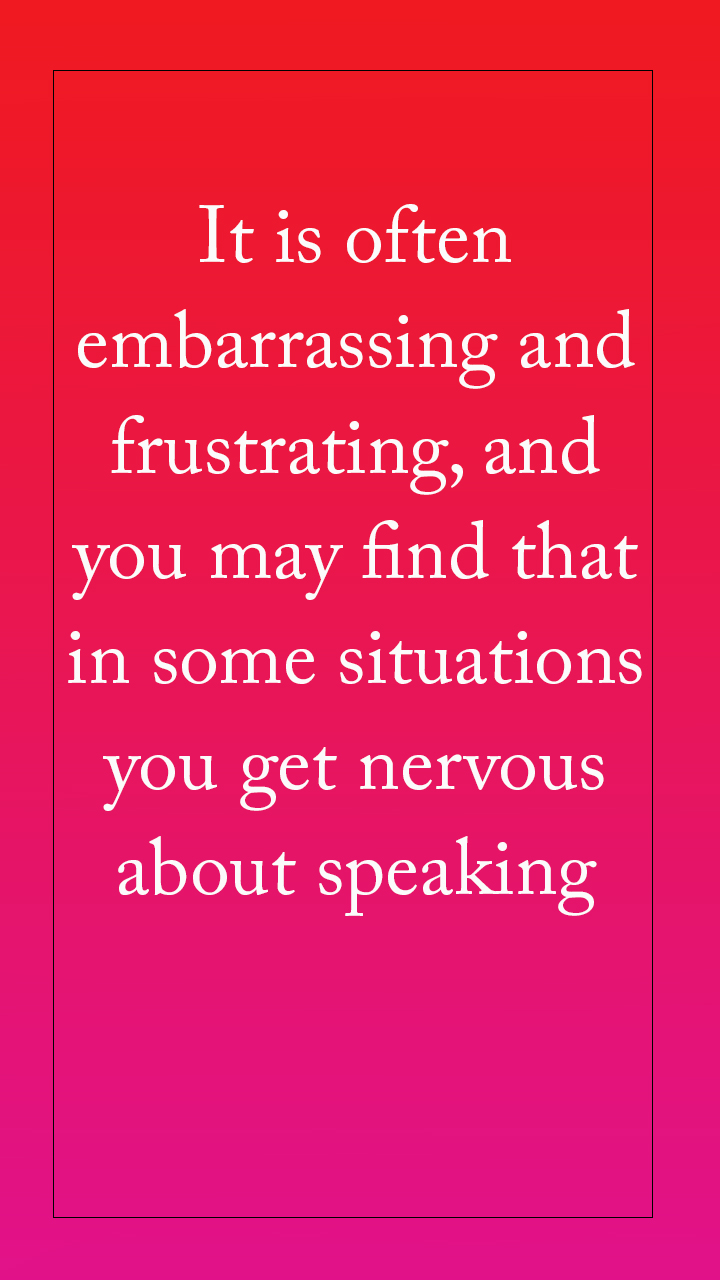 It is often
embarrassing and
frustrating, and
you may find that
in some situations
you get nervous
about speaking